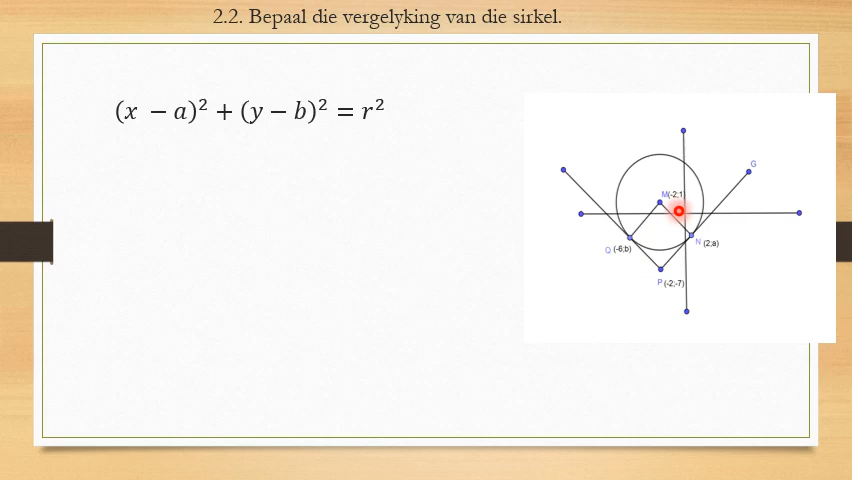 2.2. Bepaal die vergelyking van die sirkel.
(x − a)² + (y − b)² = r²
G
M(-2;1)
Q (-6;b)
N (2;a)
P (-2;-7)